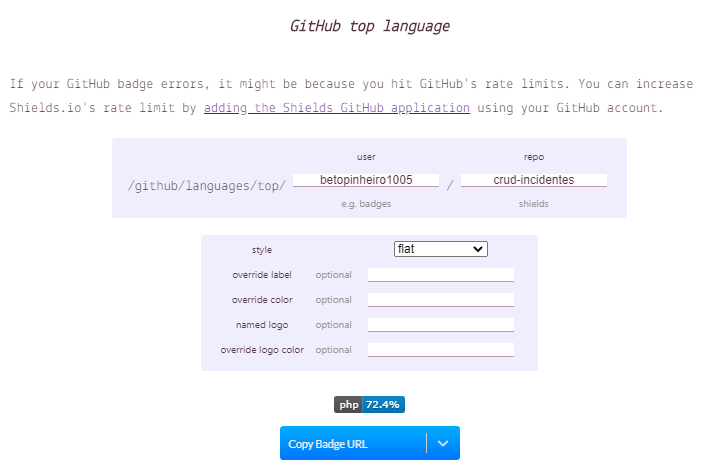 GitHub top language
If your GitHub badge errors, it might be because you hit GitHub's rate limits. You can increase
Shields.io's rate limit by adding the Shields GitHub application using your GitHub account.
user repo
/github/languages/top/ betopinheiro1005 / crud-incidentes
e.g. badges shields
style flat
override label optional
override color optional
named logo optional
override logo color optional
php 72.4%
Copy Badge URL